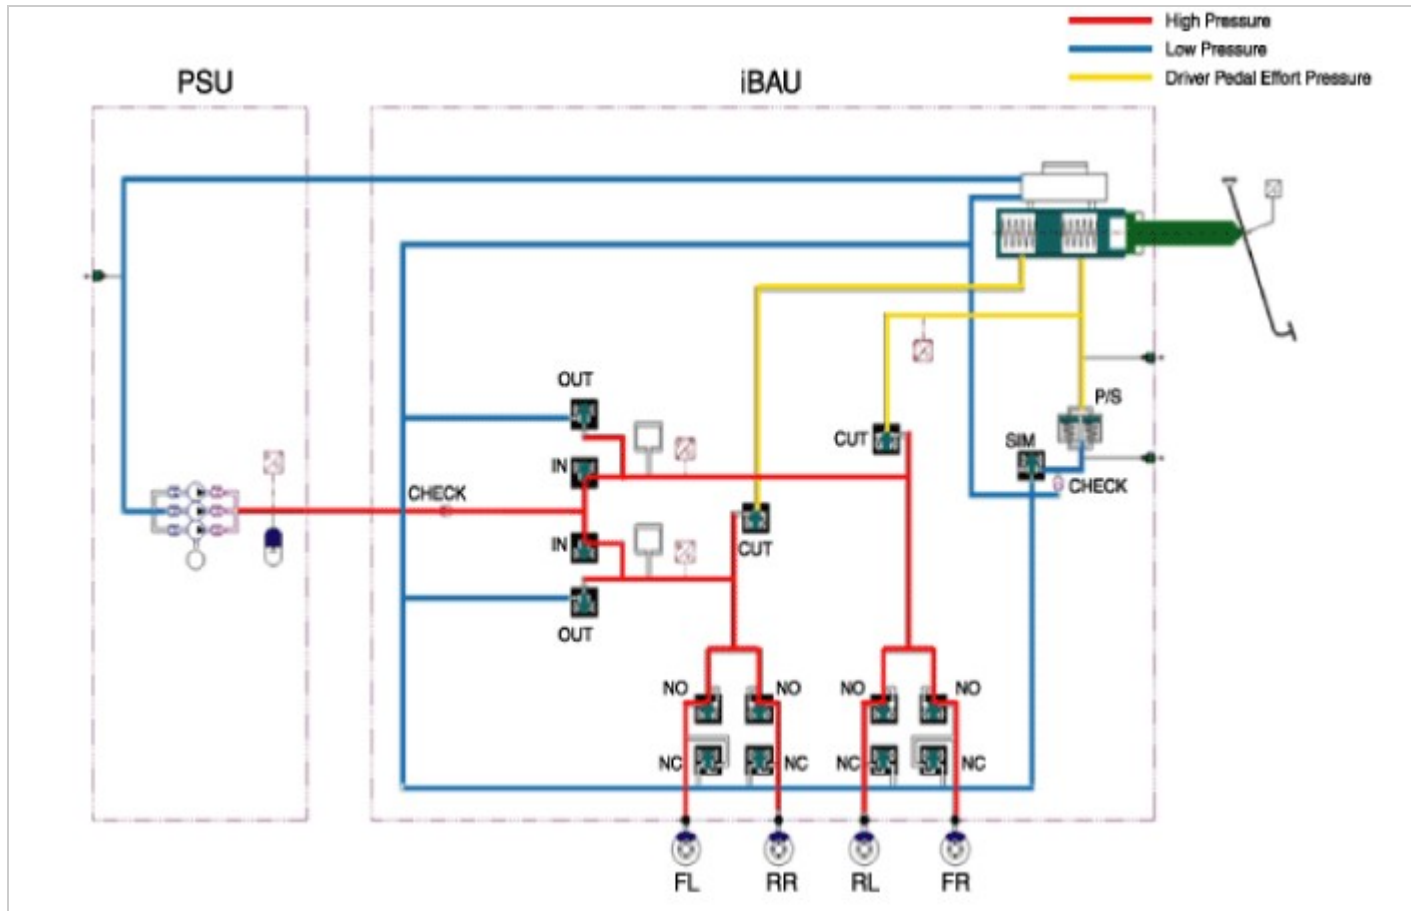 High Pressure
Low Pressure
Driver Pedal Effort Pressure
PSU
iBAU
OUT
P/S
CUT
SIM
IN
CHECK
CHECK
IN
CUT
OUT
NO
NO
NO
NO
NC
NC
NC
NC
FL
RR
RL
FR